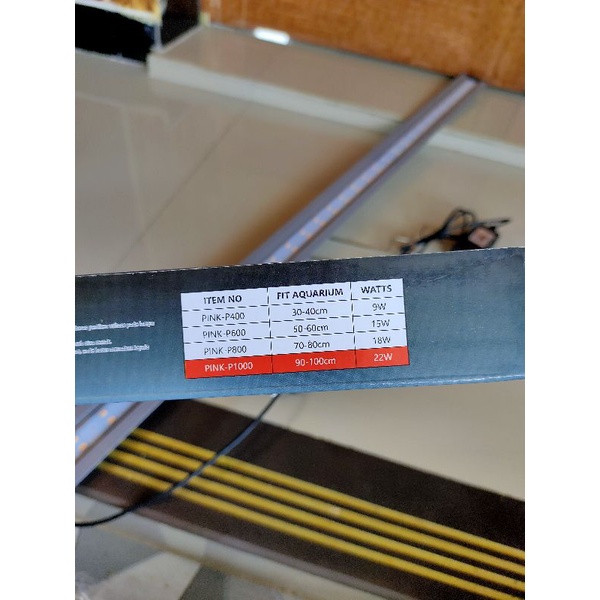 ITEM NO FIT AQUARIUM WATTS
PINK-P400 30-40cm 9W
PINK-P600 50-60cm 15W
PINK-P800 70-80cm 18W
PINK-P1000 90-100cm 22W